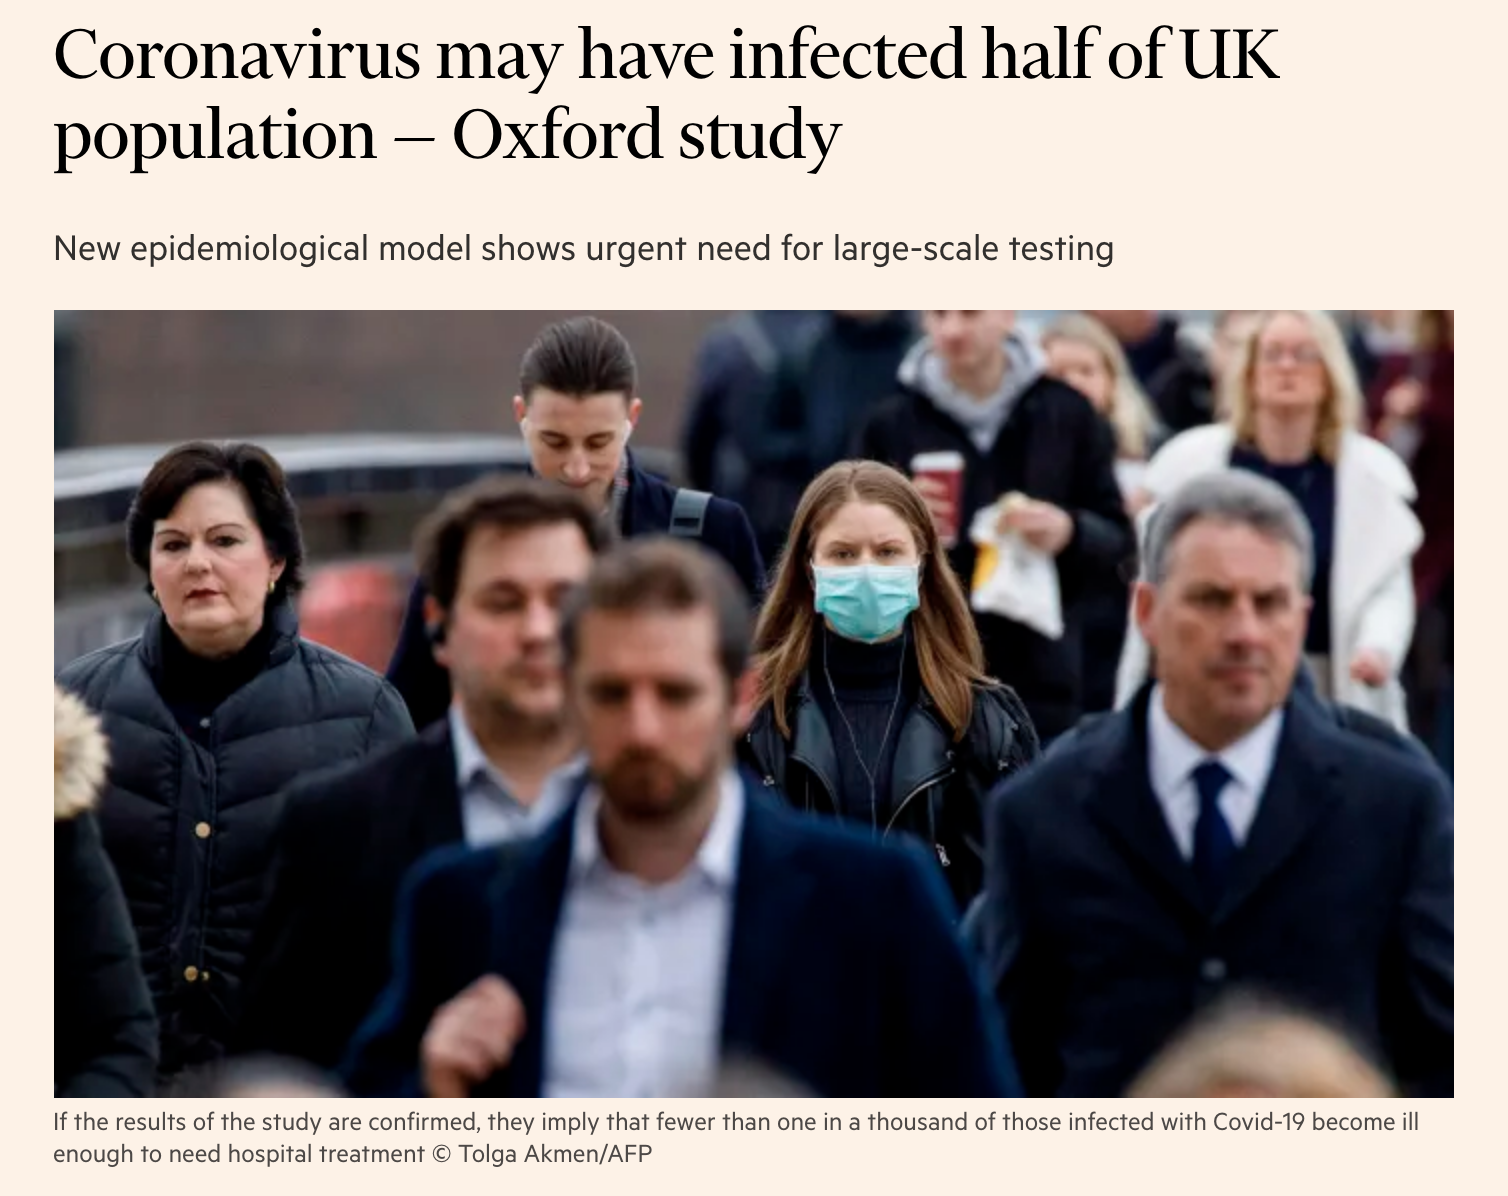 Coronavirus may have infected half of UK
population – Oxford study
New epidemiological model shows urgent need for large-scale testing
If the results of the study are confirmed, they imply that fewer than one in a thousand of those infected with Covid-19 become ill
enough to need hospital treatment © Tolga Akmen/AFP